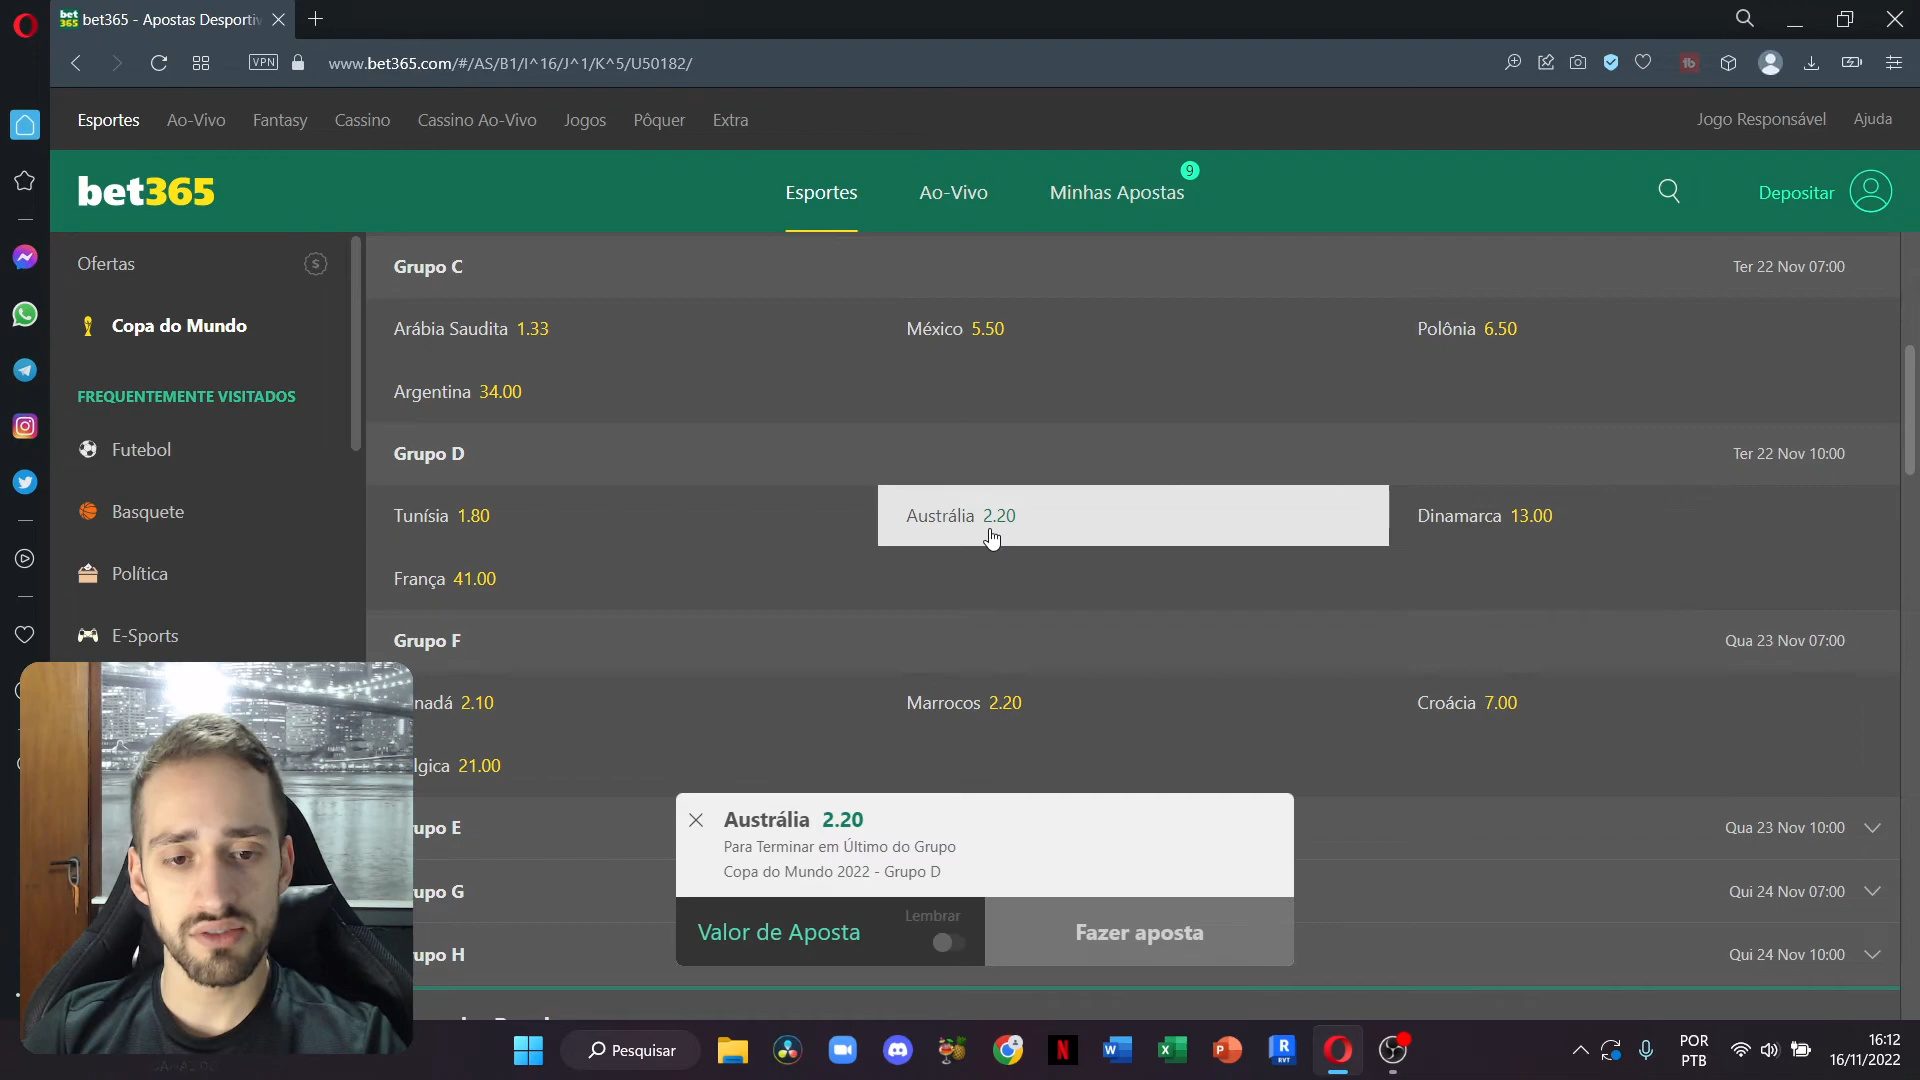 bet365 - Apostas Desportiv
VPN
www.bet365.com/#/AS/B1/I^16/J^1/K^5/U50182/
Esportes Ao-Vivo Fantasy Cassino Cassino Ao-Vivo Jogos Pôquer Extra Jogo Responsável Ajuda
bet365
Esportes Ao-Vivo Minhas Apostas 9 Depositar
Ofertas
Copa do Mundo
FREQUENTEMENTE VISITADOS
Futebol
Basquete
Política
E-Sports
Grupo C Ter 22 Nov 07:00
Arábia Saudita 1.33 México 5.50 Polônia 6.50
Argentina 34.00
Grupo D Ter 22 Nov 10:00
Tunísia 1.80 Austrália 2.20 Dinamarca 13.00
França 41.00
Grupo F Qua 23 Nov 07:00
nadá 2.10 Marrocos 2.20 Croácia 7.00
lgica 21.00
upo E Qua 23 Nov 10:00
upo G Qui 24 Nov 07:00
upo H Qui 24 Nov 10:00
Austrália 2.20
Para Terminar em Último do Grupo
Copa do Mundo 2022 - Grupo D
Valor de Aposta Lembrar Fazer aposta
Pesquisar
POR
PTB
16:12
16/11/2022